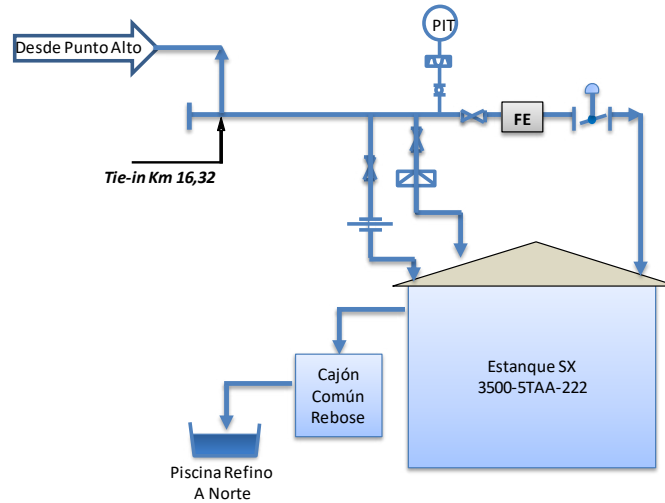 PIT
Desde Punto Alto
FE
Tie-in Km 16,32
Estanque SX
3500-5TAA-222
Cajón
Común
Rebose
Piscina Refino
A Norte